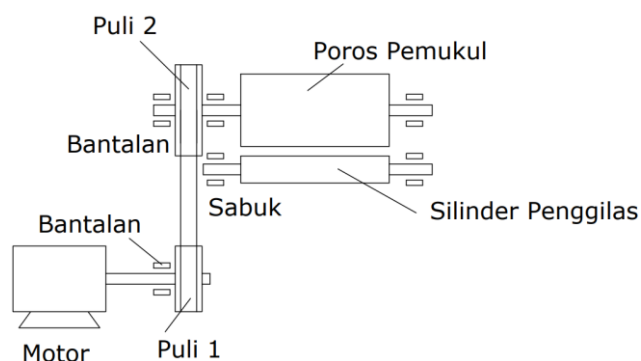 Puli 2
Poros Pemukul
Bantalan
Sabuk
Silinder Penggilas
Bantalan
Motor
Puli 1